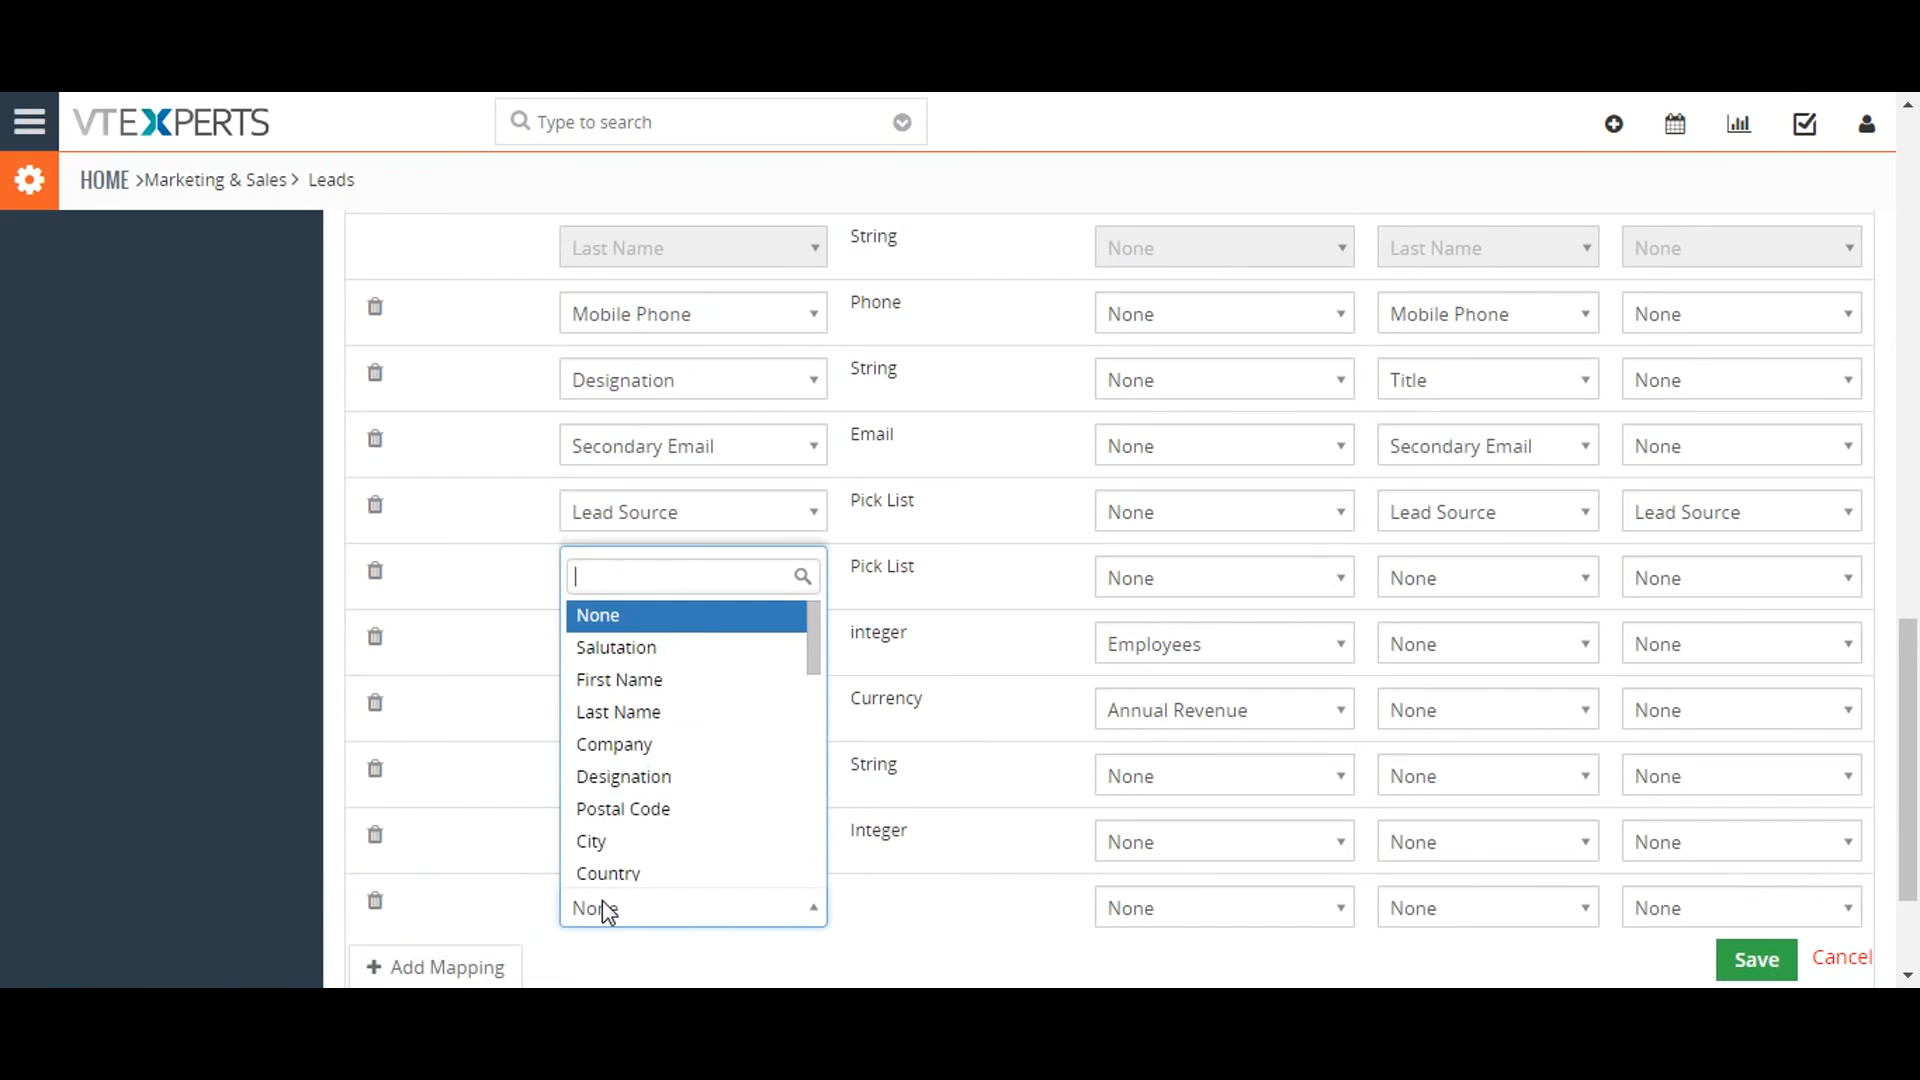 VTEXPERTS
Type to search
HOME >Marketing & Sales > Leads
Last Name String None Last Name None
Mobile Phone Phone None Mobile Phone None
Designation String None Title None
Secondary Email Email None Secondary Email None
Lead Source Pick List None Lead Source Lead Source
Pick List None None None
None
integer Employees None None
Salutation
First Name
Currency Annual Revenue None None
Last Name
Company
String None None None
Designation
Postal Code
Integer None None None
City
Country
None None None None
+ Add Mapping Save Cancel